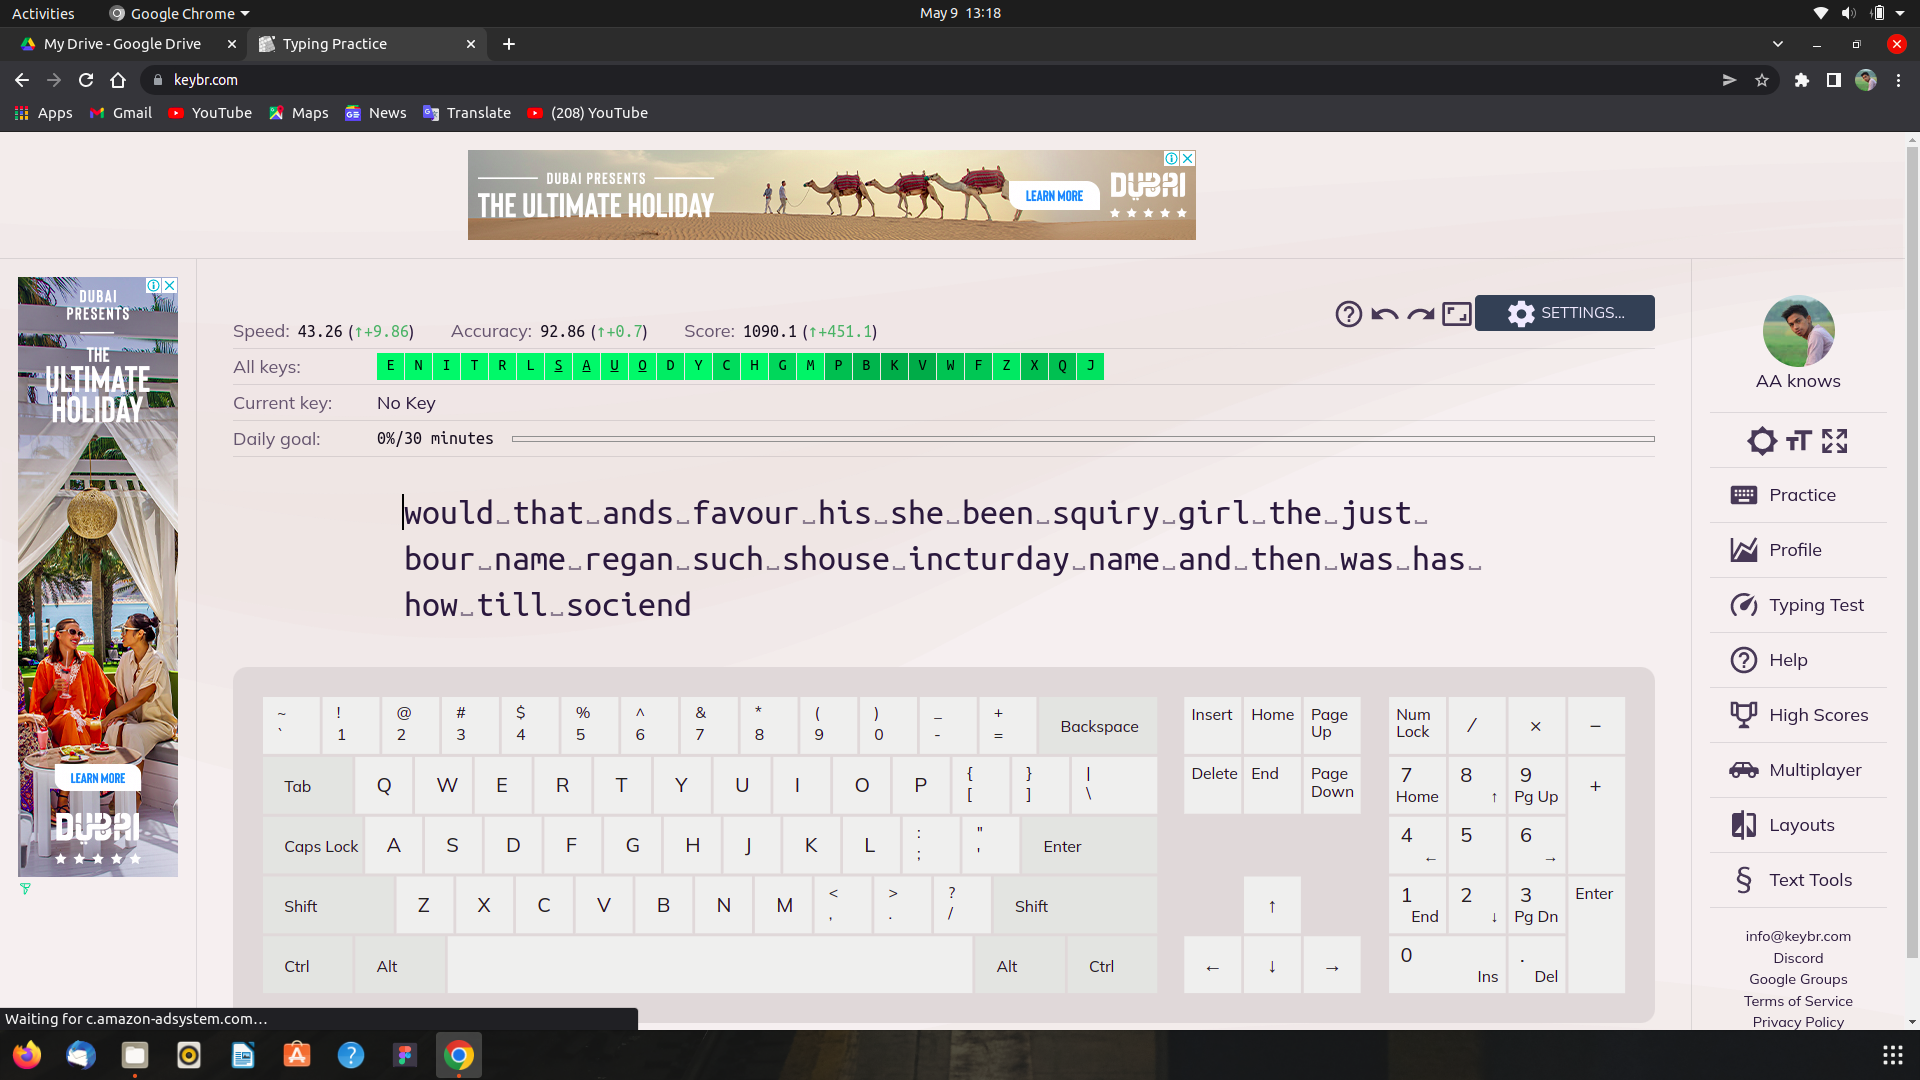 Activities
Google Chrome
May 9 13:18
My Drive - Google Drive
Typing Practice
keybr.com
Apps
Gmail
YouTube
Maps
News
Translate
(208) YouTube
DUBAI PRESENTS
THE ULTIMATE HOLIDAY
LEARN MORE
DUBAI
DUBAI
PRESENTS
THE
ULTIMATE
HOLIDAY
LEARN MORE
DUBAI
SETTINGS...
Speed: 43.26 (↑+9.86) Accuracy: 92.86 (↑+0.7) Score: 1090.1 (↑+451.1)
All keys: E N I T R L S A U O D Y C H G M P B K V W F Z X Q J
Current key: No Key
Daily goal: 0%/30 minutes
would␣that␣ands␣favour␣his␣she␣been␣squiry␣girl␣the␣just␣
bour␣name␣regan␣such␣shouse␣incturday␣name␣and␣then␣was␣has␣
how␣till␣sociend
~ ! @ # $ % ^ & * ( ) _ +
` 1 2 3 4 5 6 7 8 9 0 - = Backspace
Insert Home Page Up
Num Lock / × −
Tab Q W E R T Y U I O P { [ } ] | \
Delete End Page Down
7 Home 8 ↑ 9 Pg Up +
Caps Lock A S D F G H J K L : ; " ' Enter
4 ← 5 6 →
Shift Z X C V B N M < , > . ? / Shift
↑
1 End 2 ↓ 3 Pg Dn Enter
Ctrl Alt Alt Ctrl
← ↓ →
0 Ins . Del
AA knows
Practice
Profile
Typing Test
Help
High Scores
Multiplayer
Layouts
Text Tools
info@keybr.com
Discord
Google Groups
Terms of Service
Privacy Policy
Waiting for c.amazon-adsystem.com...